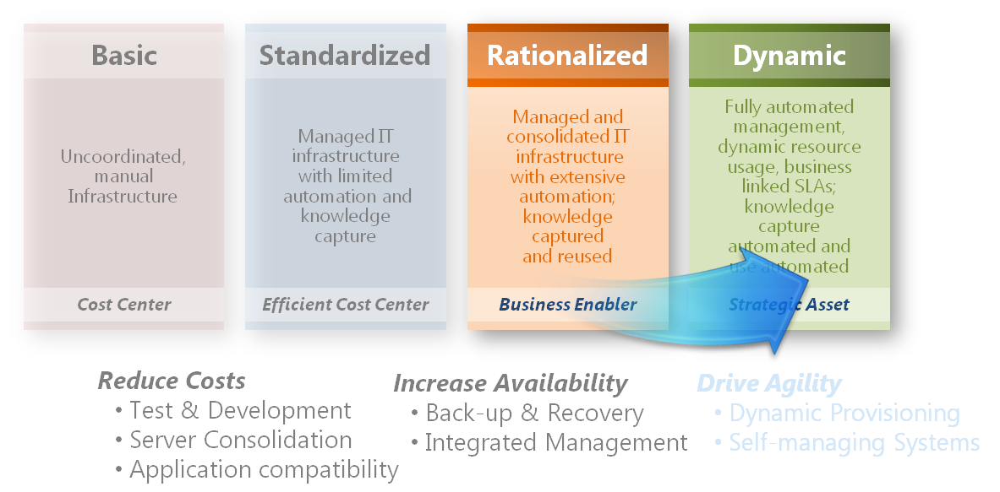 Basic
Uncoordinated,
manual
Infrastructure
Cost Center
Standardized
Managed IT
infrastructure
with limited
automation and
knowledge
capture
Efficient Cost Center
Rationalized
Managed and
consolidated IT
infrastructure
with extensive
automation;
knowledge
captured
and reused
Business Enabler
Dynamic
Fully automated
management,
dynamic resource
usage, business
linked SLAs;
knowledge
capture
automated and
use automated
Strategic Asset
Reduce Costs
• Test & Development
• Server Consolidation
• Application compatibility
Increase Availability
• Back-up & Recovery
• Integrated Management
Drive Agility
• Dynamic Provisioning
• Self-managing Systems